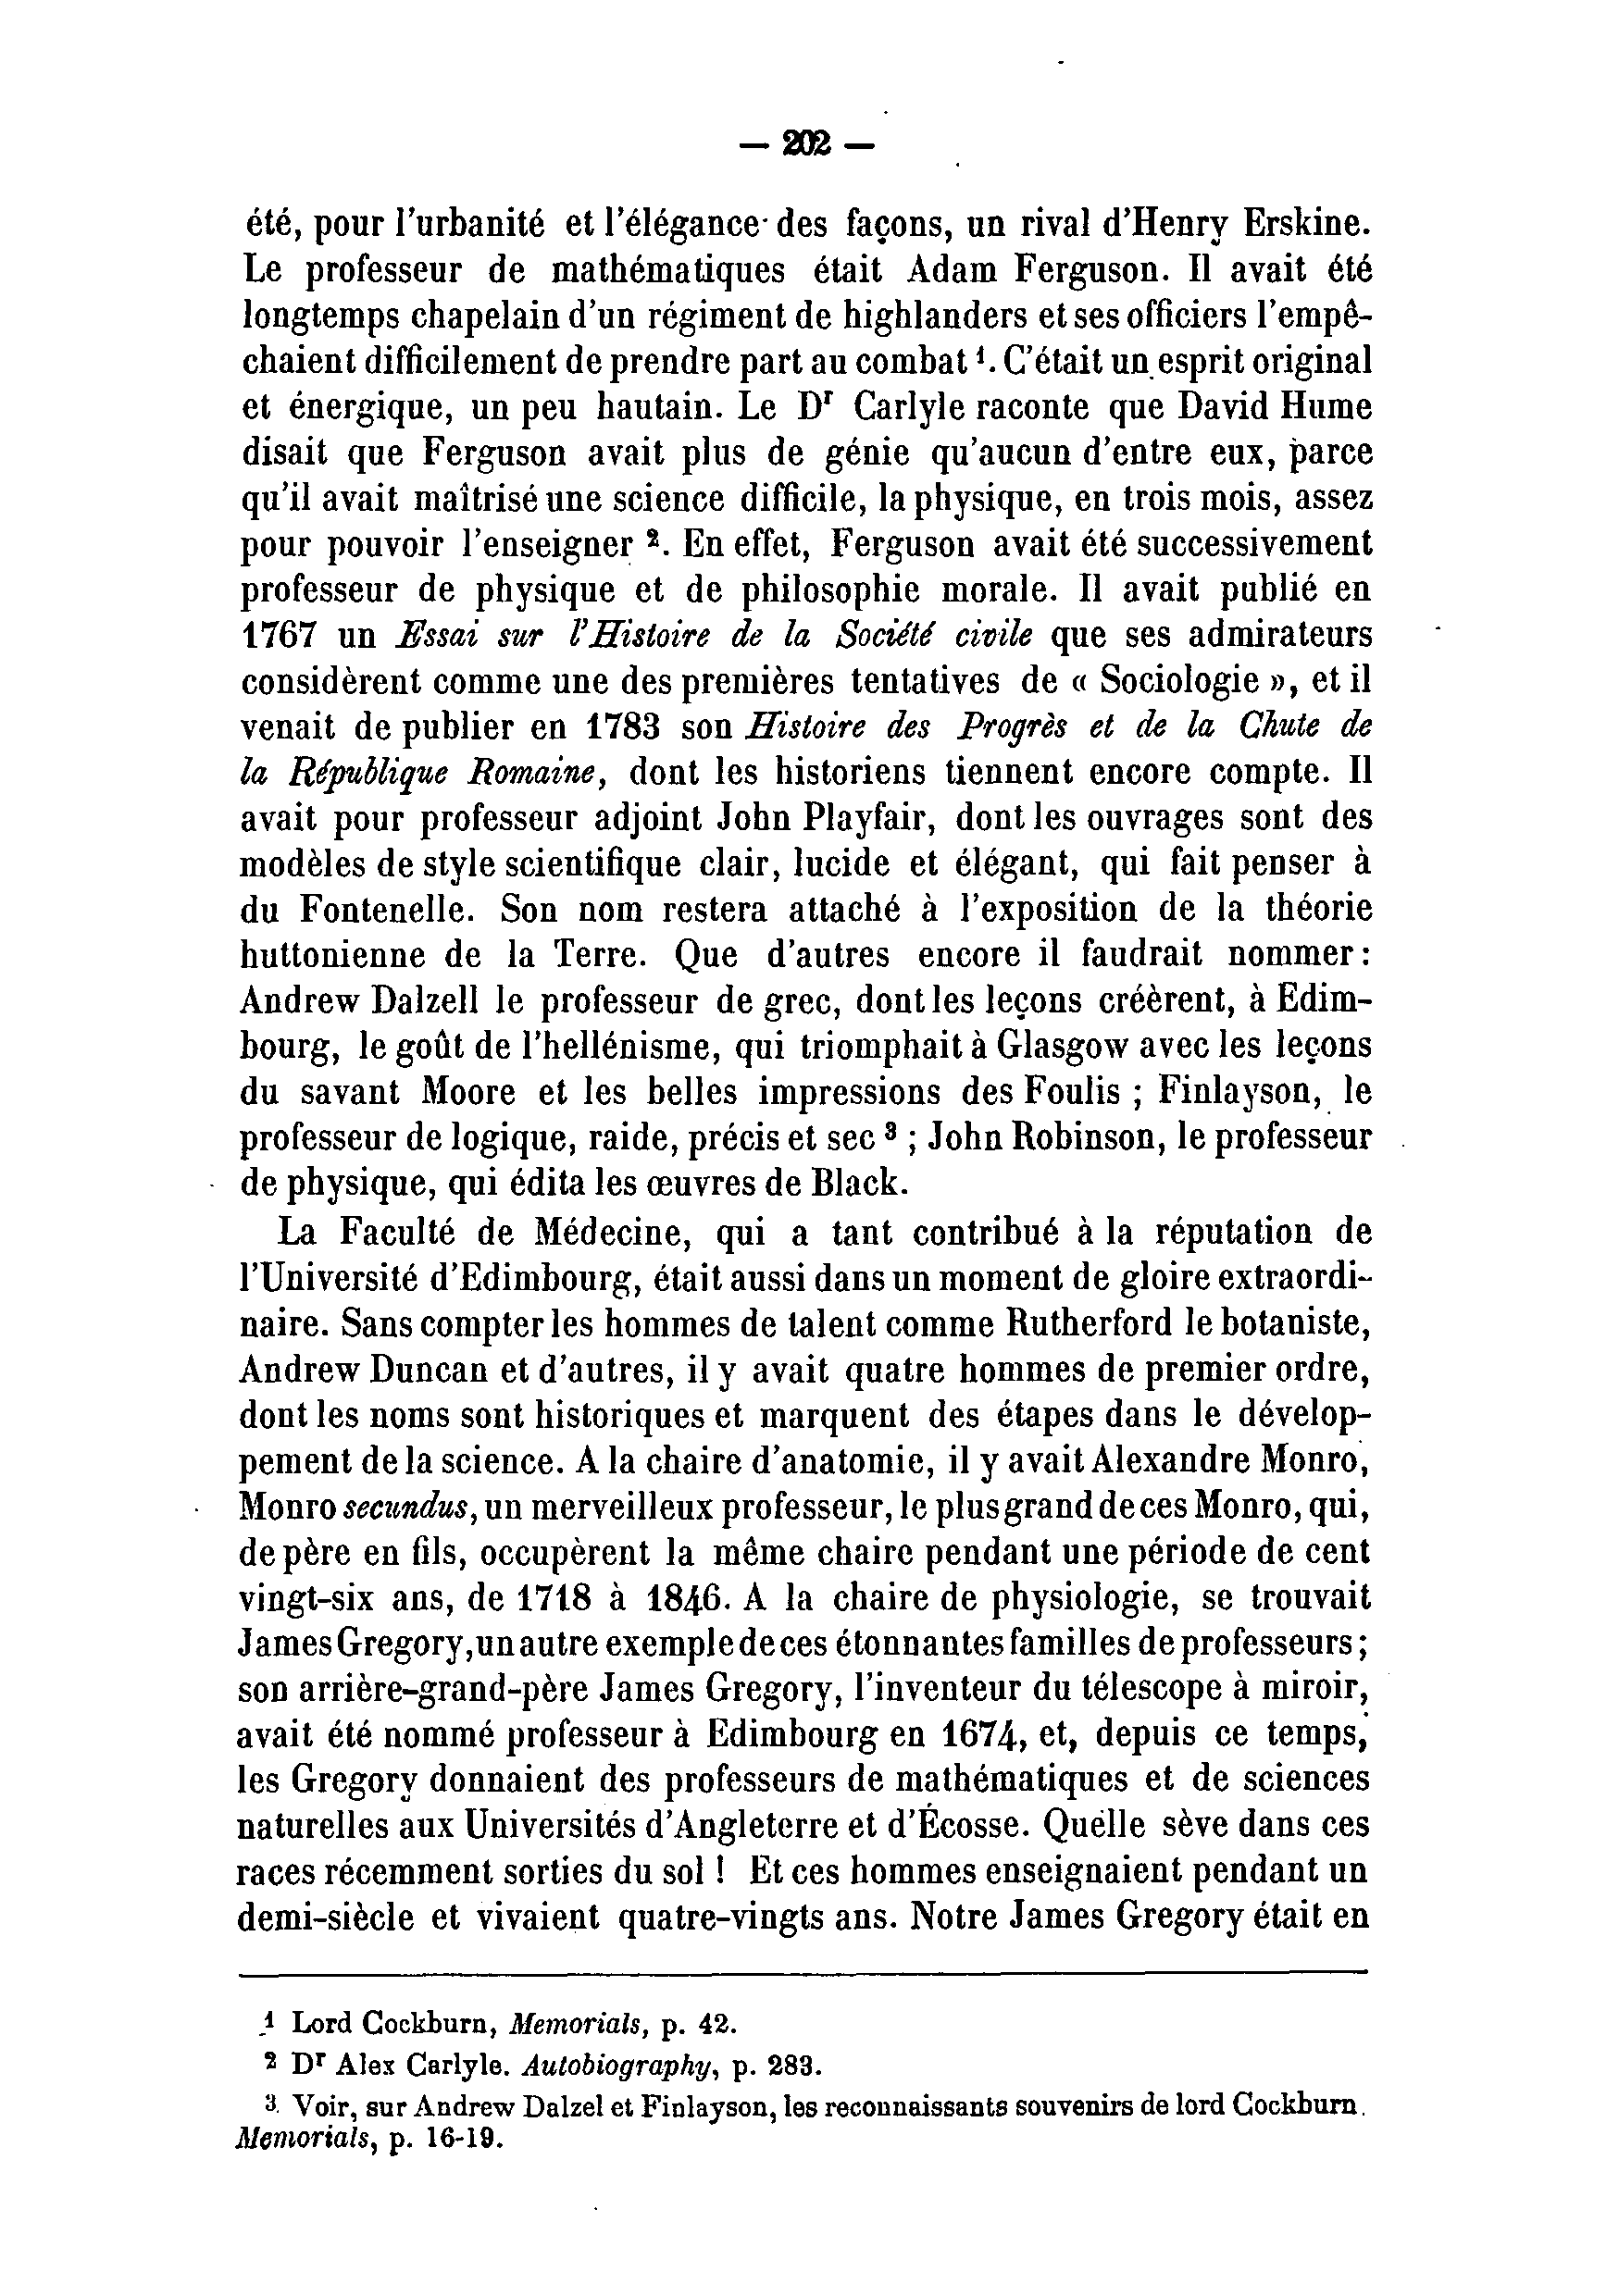 — 202 —
été, pour l'urbanité et l'élégance des façons, un rival d'Henry Erskine.
Le professeur de mathématiques était Adam Ferguson. Il avait été
longtemps chapelain d'un régiment de highlanders et ses officiers l'empê-
chaient difficilement de prendre part au combat ¹. C'était un esprit original
et énergique, un peu hautain. Le Dʳ Carlyle raconte que David Hume
disait que Ferguson avait plus de génie qu'aucun d'entre eux, parce
qu'il avait maîtrisé une science difficile, la physique, en trois mois, assez
pour pouvoir l'enseigner ². En effet, Ferguson avait été successivement
professeur de physique et de philosophie morale. Il avait publié en
1767 un Essai sur l'Histoire de la Société civile que ses admirateurs
considèrent comme une des premières tentatives de « Sociologie », et il
venait de publier en 1783 son Histoire des Progrès et de la Chute de
la République Romaine, dont les historiens tiennent encore compte. Il
avait pour professeur adjoint John Playfair, dont les ouvrages sont des
modèles de style scientifique clair, lucide et élégant, qui fait penser à
du Fontenelle. Son nom restera attaché à l'exposition de la théorie
huttonienne de la Terre. Que d'autres encore il faudrait nommer :
Andrew Dalzell le professeur de grec, dont les leçons créèrent, à Edim-
bourg, le goût de l'hellénisme, qui triomphait à Glasgow avec les leçons
du savant Moore et les belles impressions des Foulis ; Finlayson, le
professeur de logique, raide, précis et sec ³ ; John Robinson, le professeur
de physique, qui édita les œuvres de Black.
La Faculté de Médecine, qui a tant contribué à la réputation de
l'Université d'Edimbourg, était aussi dans un moment de gloire extraordi-
naire. Sans compter les hommes de talent comme Rutherford le botaniste,
Andrew Duncan et d'autres, il y avait quatre hommes de premier ordre,
dont les noms sont historiques et marquent des étapes dans le dévelop-
pement de la science. A la chaire d'anatomie, il y avait Alexandre Monro,
Monro secundus, un merveilleux professeur, le plus grand de ces Monro, qui,
de père en fils, occupèrent la même chaire pendant une période de cent
vingt-six ans, de 1718 à 1846. A la chaire de physiologie, se trouvait
James Gregory, un autre exemple de ces étonnantes familles de professeurs ;
son arrière-grand-père James Gregory, l'inventeur du télescope à miroir,
avait été nommé professeur à Edimbourg en 1674, et, depuis ce temps,
les Gregory donnaient des professeurs de mathématiques et de sciences
naturelles aux Universités d'Angleterre et d'Écosse. Quelle sève dans ces
races récemment sorties du sol ! Et ces hommes enseignaient pendant un
demi-siècle et vivaient quatre-vingts ans. Notre James Gregory était en
¹ Lord Cockburn, Memorials, p. 42.
² Dʳ Alex Carlyle. Autobiography, p. 283.
³. Voir, sur Andrew Dalzel et Finlayson, les reconnaissants souvenirs de lord Cockburn.
Memorials, p. 16-19.